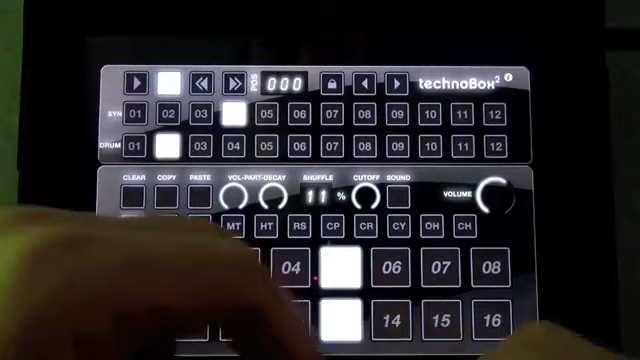 POS 000 technoBox² i
SYN 01 02 03 05 06 07 08 09 10 11 12
DRUM 01 03 04 05 06 07 08 09 10 11 12
CLEAR COPY PASTE VOL-PART-DECAY SHUFFLE CUTOFF SOUND
11 % VOLUME
MT HT RS CP CR CY OH CH
04 06 07 08
14 15 16